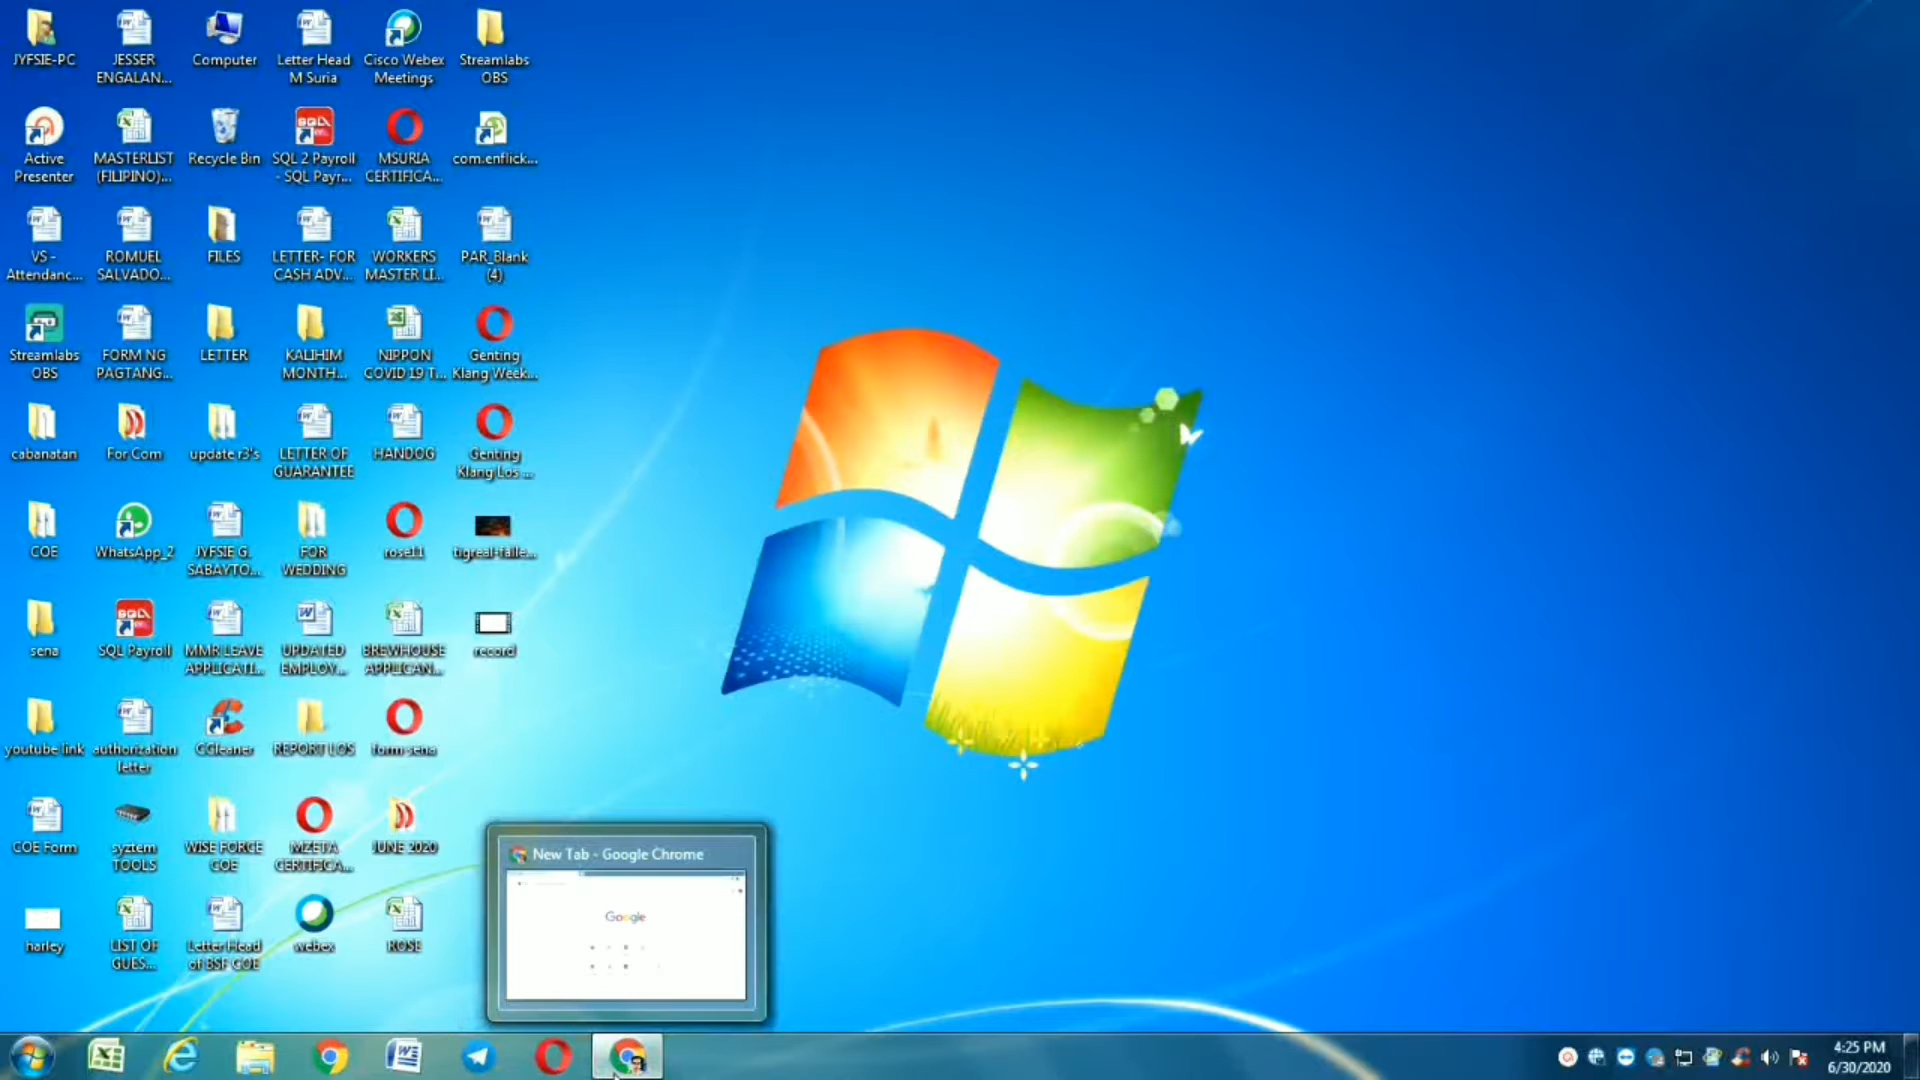 JYFSIE-PC
JESSER
ENGALAN...
Computer
Letter Head
M Suria
Cisco Webex
Meetings
Streamlabs
OBS
Active
Presenter
MASTERLIST
(FILIPINO)...
Recycle Bin
SQL 2 Payroll
- SQL Payr...
MSURIA
CERTIFICA...
com.enflick...
VS -
Attendanc...
ROMUEL
SALVADO...
FILES
LETTER- FOR
CASH ADV...
WORKERS
MASTER LI...
PAR_Blank
(4)
Streamlabs
OBS
FORM NG
PAGTANG...
LETTER
KALIHIM
MONTH...
NIPPON
COVID 19 T...
Genting
Klang Week...
cabanatan
For Com
update r3's
LETTER OF
GUARANTEE
HANDOG
Genting
Klang Los ...
COE
WhatsApp_2
JYFSIE G.
SABAYTO...
FOR
WEDDING
rose11
tigreal-falle...
sena
SQL Payroll
MMR LEAVE
APPLICATI...
UPDATED
EMPLOY...
BREWHOUSE
APPLICAN...
record
youtube link
authorization
letter
CCleaner
REPORT LOS
form sena
COE Form
syztem
TOOLS
WISE FORCE
COE
MZETA
CERTIFICA...
JUNE 2020
harley
LIST OF
GUES...
Letter Head
of BSF COE
webex
ROSE
New Tab - Google Chrome
Google
4:25 PM
6/30/2020